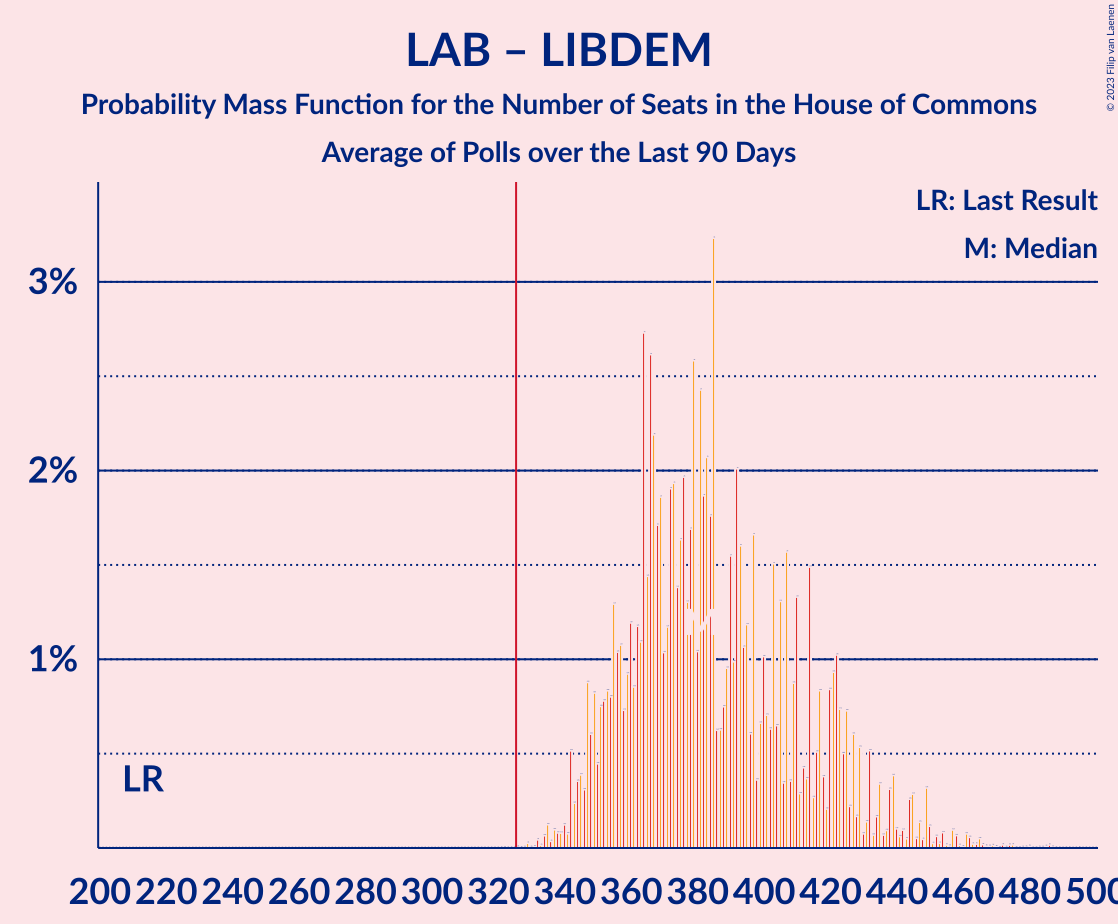 LAB – LIBDEM
Probability Mass Function for the Number of Seats in the House of Commons
Average of Polls over the Last 90 Days
© 2023 Filip van Laenen
LR: Last Result
M: Median
3%
2%
1%
LR
200 220 240 260 280 300 320 340 360 380 400 420 440 460 480 500